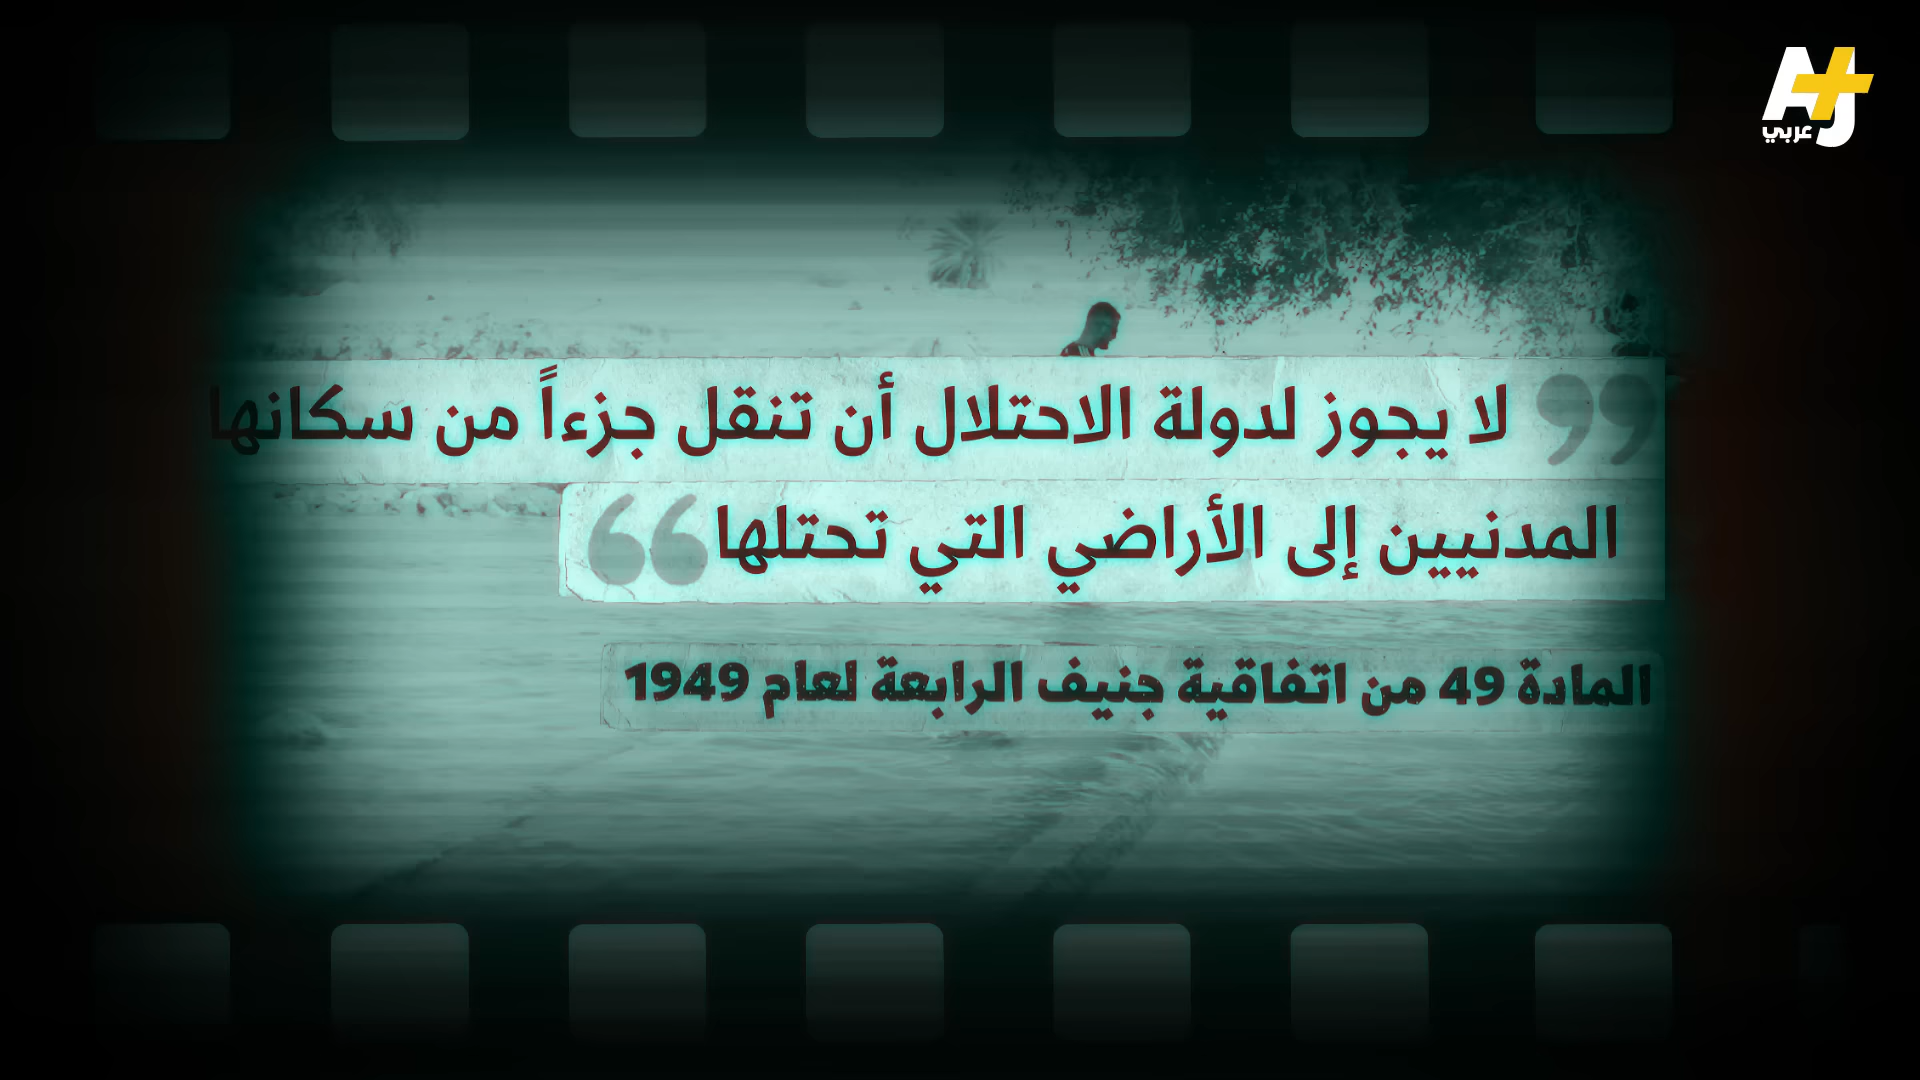 AJ+
عربي
لا يجوز لدولة الاحتلال أن تنقل جزءاً من سكانها
المدنيين إلى الأراضي التي تحتلها
المادة 49 من اتفاقية جنيف الرابعة لعام 1949